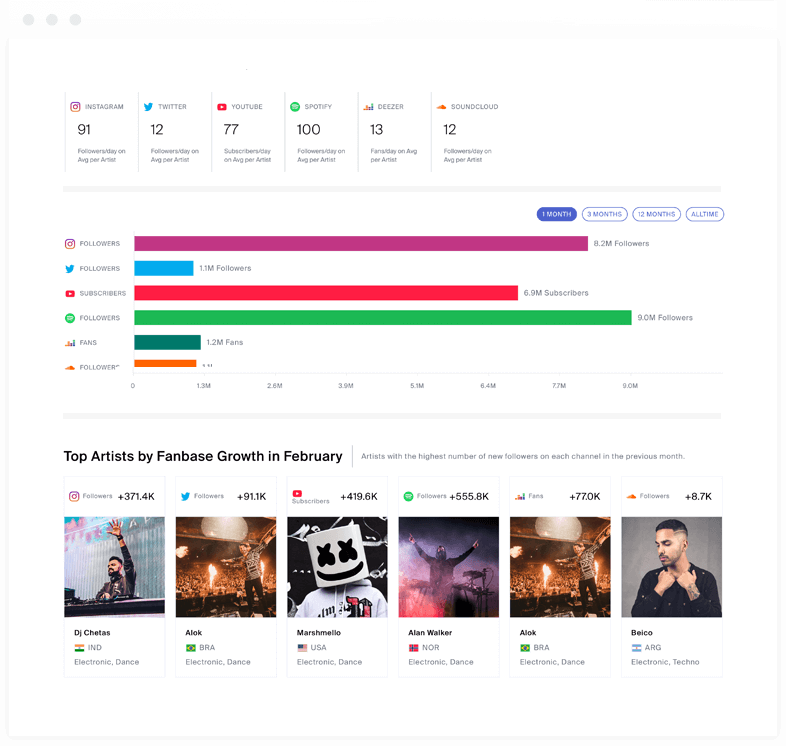 INSTAGRAM
91
Followers/day on
Avg per Artist
TWITTER
12
Followers/day on
Avg per Artist
YOUTUBE
77
Subscribers/day
on Avg per Artist
SPOTIFY
100
Followers/day on
Avg per Artist
DEEZER
13
Fans/day on Avg
per Artist
SOUNDCLOUD
12
Followers/day on
Avg per Artist
1 MONTH
3 MONTHS
12 MONTHS
ALLTIME
FOLLOWERS 8.2M Followers
FOLLOWERS 1.1M Followers
SUBSCRIBERS 6.9M Subscribers
FOLLOWERS 9.0M Followers
FANS 1.2M Fans
FOLLOWERS
0 1.3M 2.6M 3.9M 5.1M 6.4M 7.7M 9.0M
Top Artists by Fanbase Growth in February
Artists with the highest number of new followers on each channel in the previous month.
Followers +371.4K
Dj Chetas
IND
Electronic, Dance
Followers +91.1K
Alok
BRA
Electronic, Dance
Subscribers +419.6K
Marshmello
USA
Electronic, Dance
Followers +555.8K
Alan Walker
NOR
Electronic, Dance
Fans +77.0K
Alok
BRA
Electronic, Dance
Followers +8.7K
Beico
ARG
Electronic, Techno